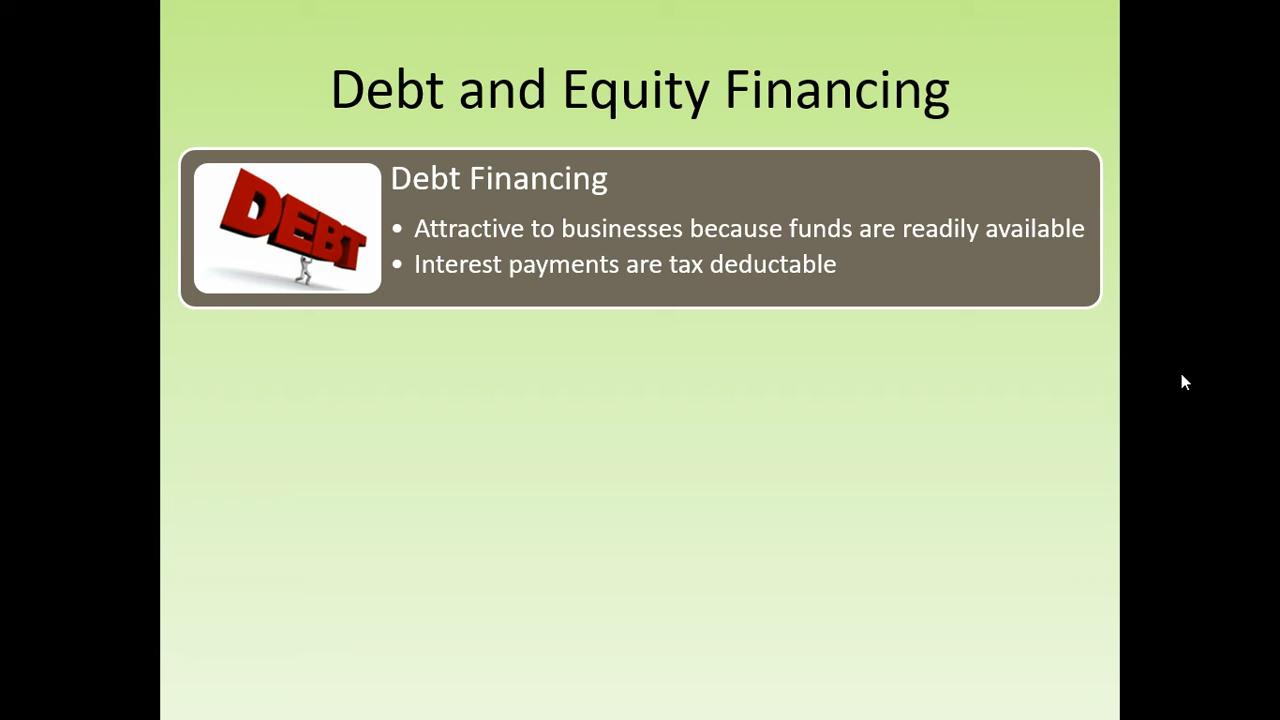 Debt and Equity Financing
DEBT
Debt Financing
• Attractive to businesses because funds are readily available
• Interest payments are tax deductable